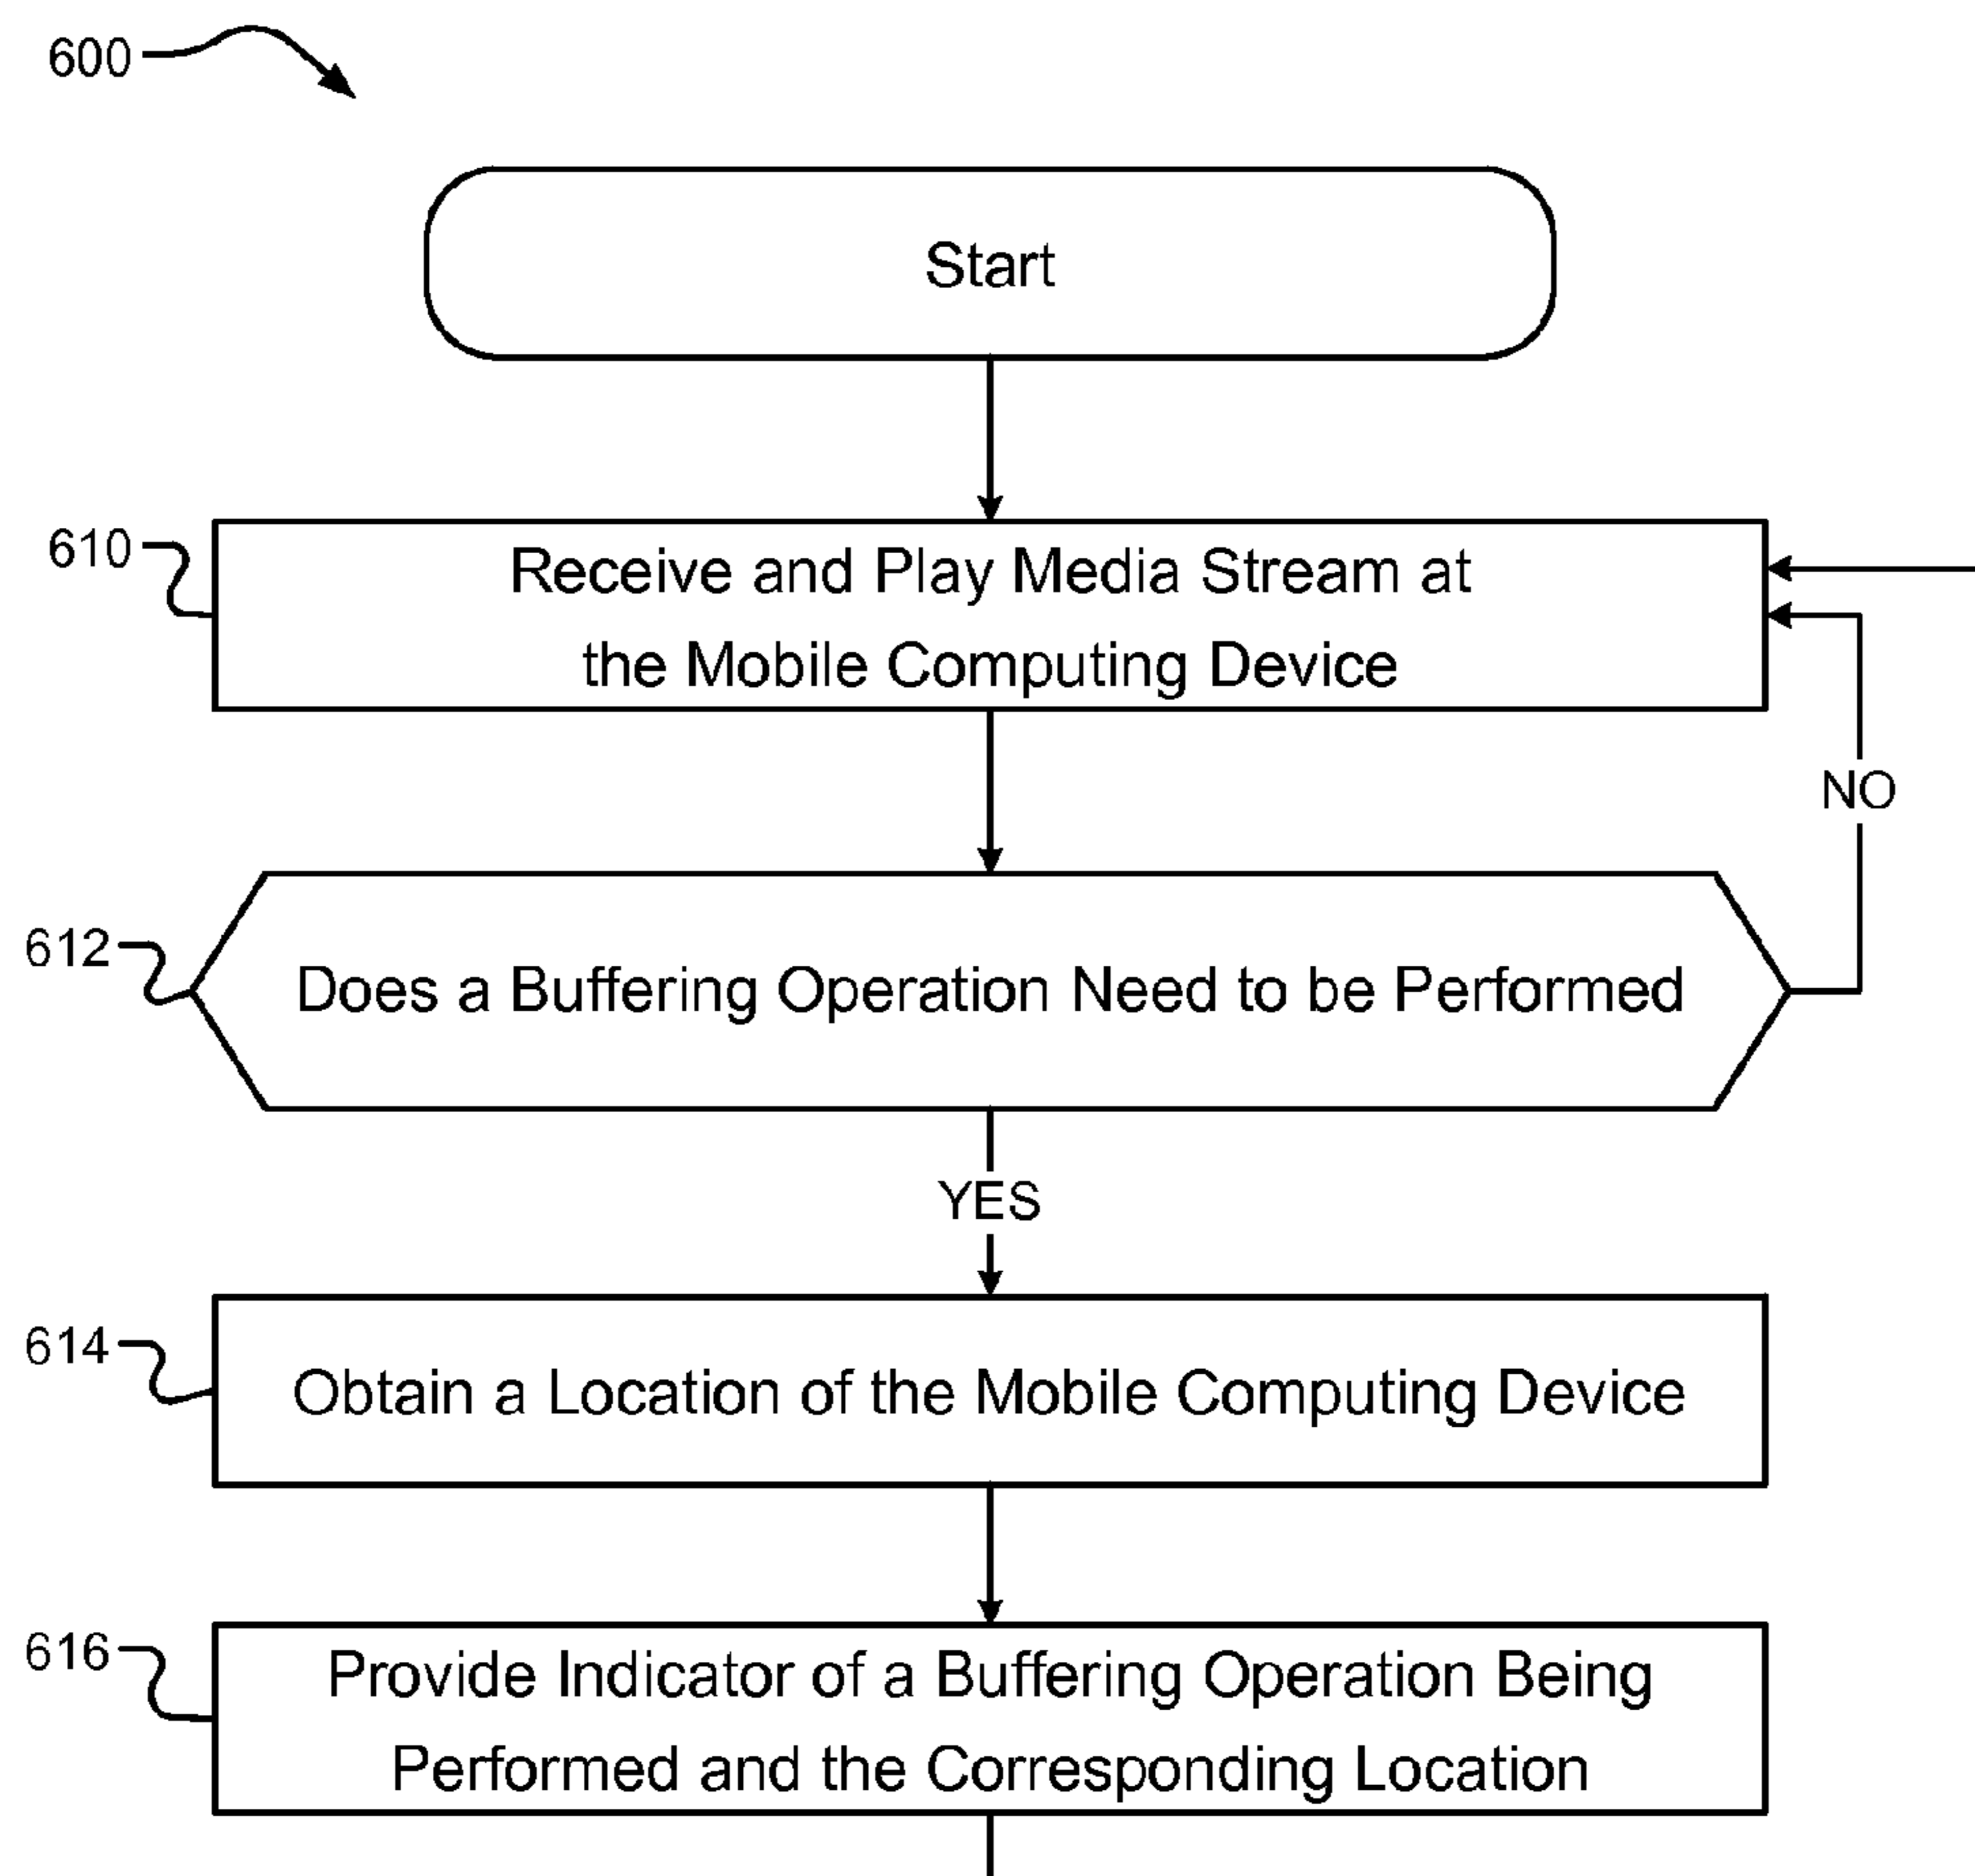 600
Start
610
Receive and Play Media Stream at
the Mobile Computing Device
NO
612
Does a Buffering Operation Need to be Performed
YES
614
Obtain a Location of the Mobile Computing Device
616
Provide Indicator of a Buffering Operation Being
Performed and the Corresponding Location